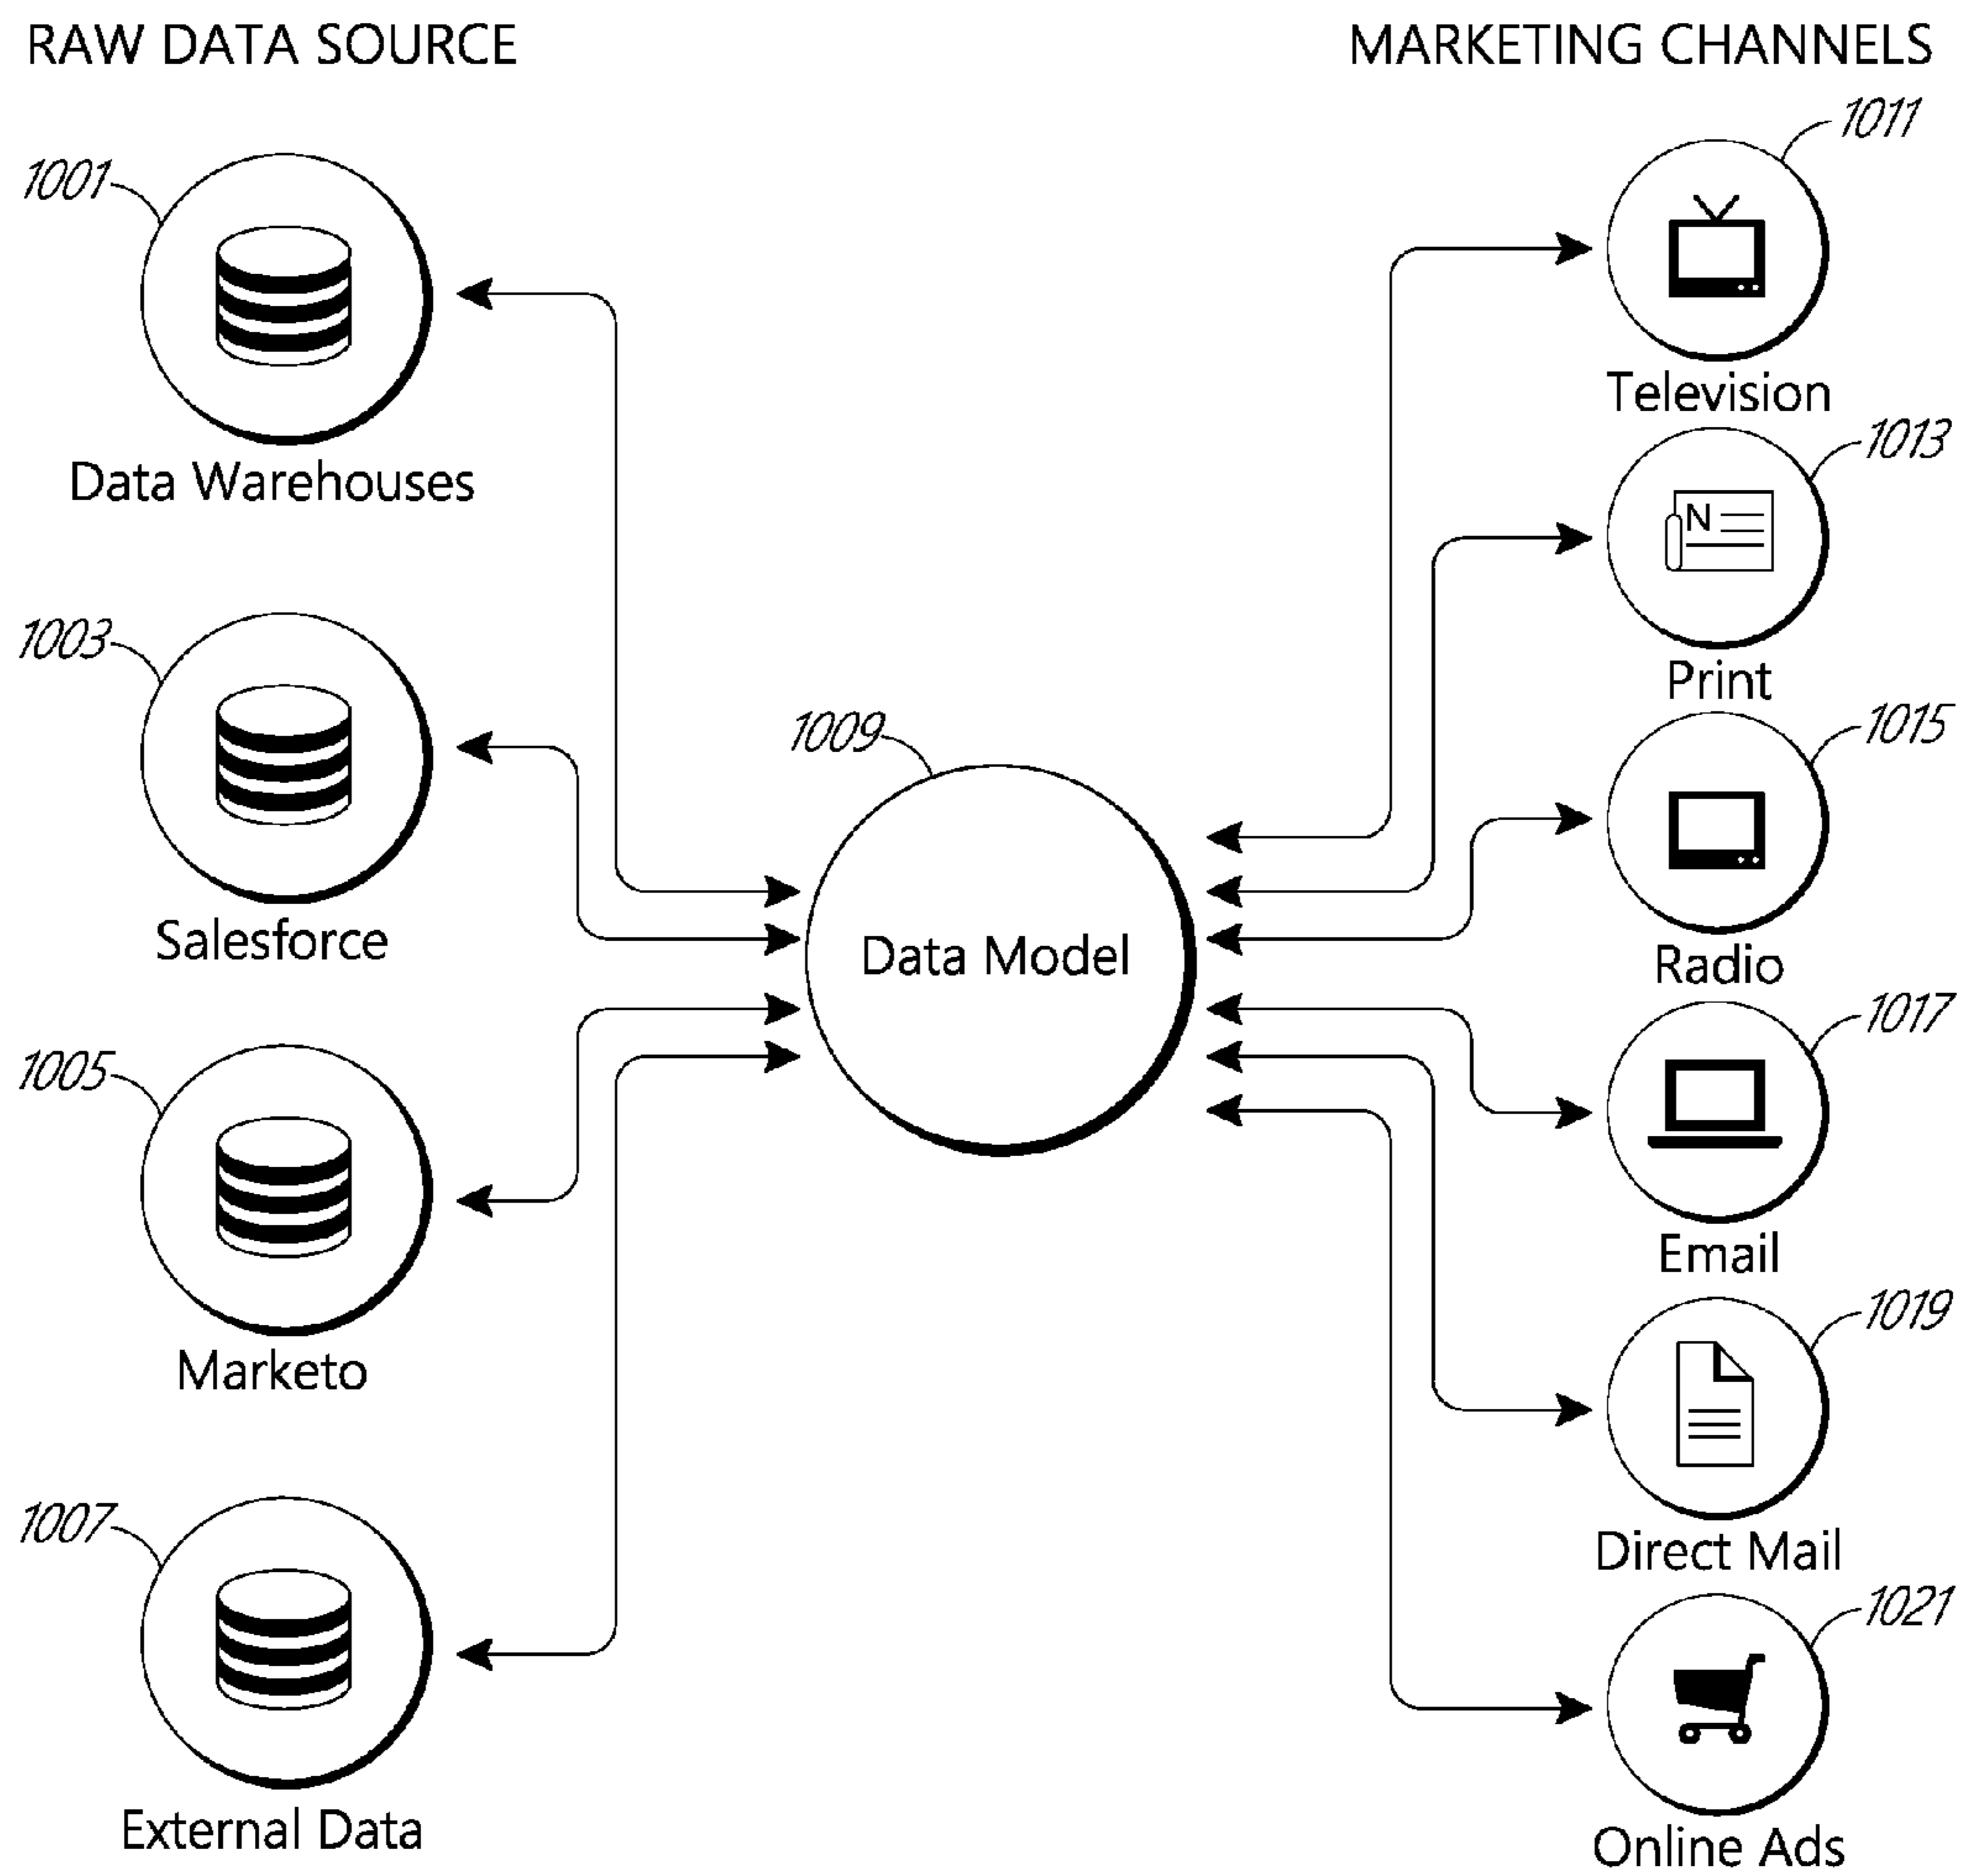 RAW DATA SOURCE
MARKETING CHANNELS
1001
Data Warehouses
1003
Salesforce
1005
Marketo
1007
External Data
1009
Data Model
1011
Television
1013
N
Print
1015
Radio
1017
Email
1019
Direct Mail
1021
Online Ads